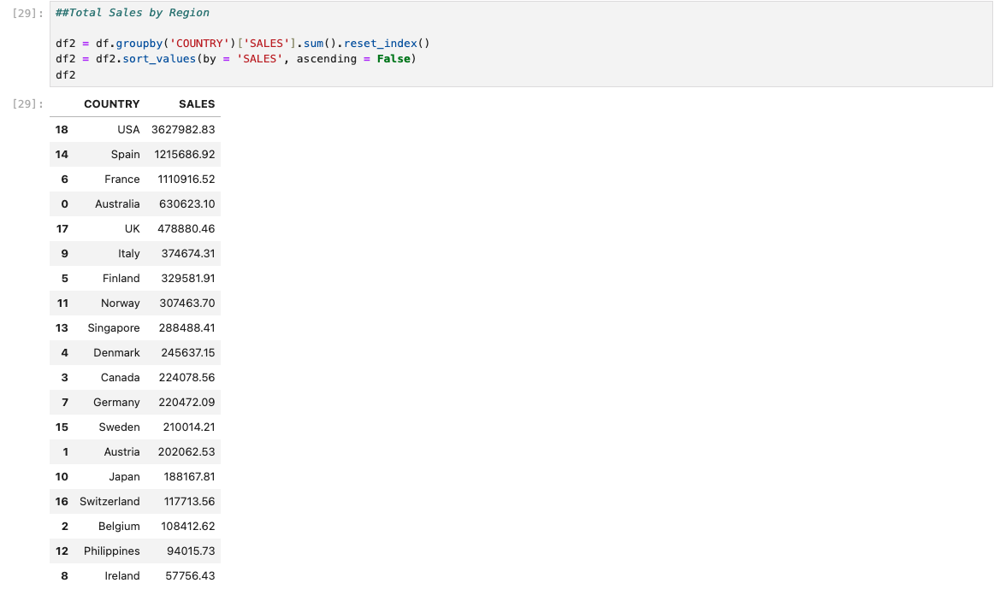 [29]: ##Total Sales by Region
df2 = df.groupby('COUNTRY')['SALES'].sum().reset_index()
df2 = df2.sort_values(by = 'SALES', ascending = False)
df2
[29]: COUNTRY SALES
18 USA 3627982.83
14 Spain 1215686.92
6 France 1110916.52
0 Australia 630623.10
17 UK 478880.46
9 Italy 374674.31
5 Finland 329581.91
11 Norway 307463.70
13 Singapore 288488.41
4 Denmark 245637.15
3 Canada 224078.56
7 Germany 220472.09
15 Sweden 210014.21
1 Austria 202062.53
10 Japan 188167.81
16 Switzerland 117713.56
2 Belgium 108412.62
12 Philippines 94015.73
8 Ireland 57756.43